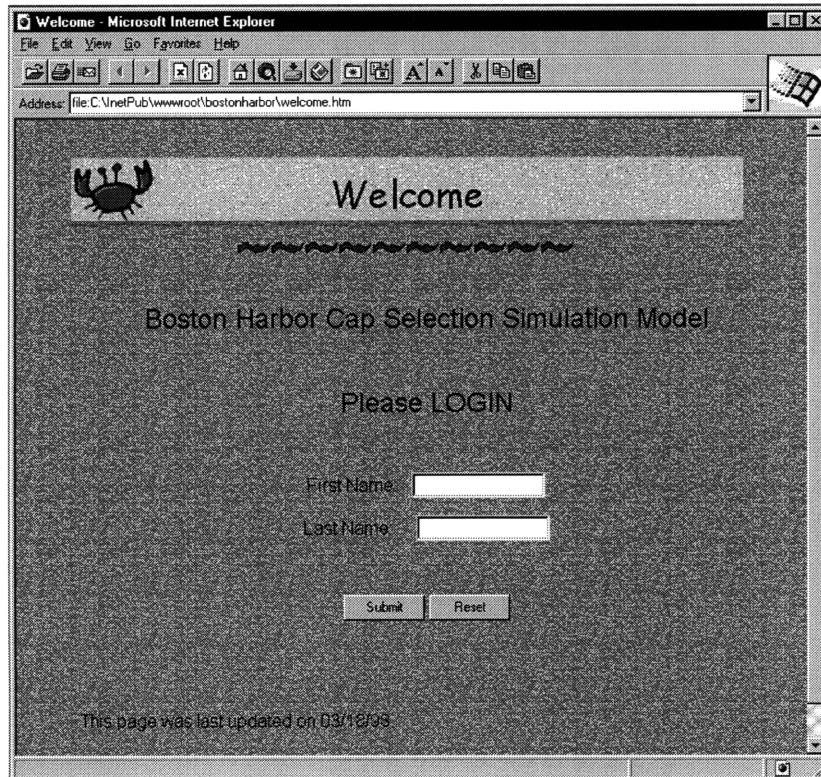 Welcome - Microsoft Internet Explorer
File Edit View Go Favorites Help
Address: file:C:\InetPub\wwwroot\bostonharbor\welcome.htm
Welcome
Boston Harbor Cap Selection Simulation Model
Please LOGIN
First Name
Last Name
Submit Reset
This page was last updated on 03/18/98